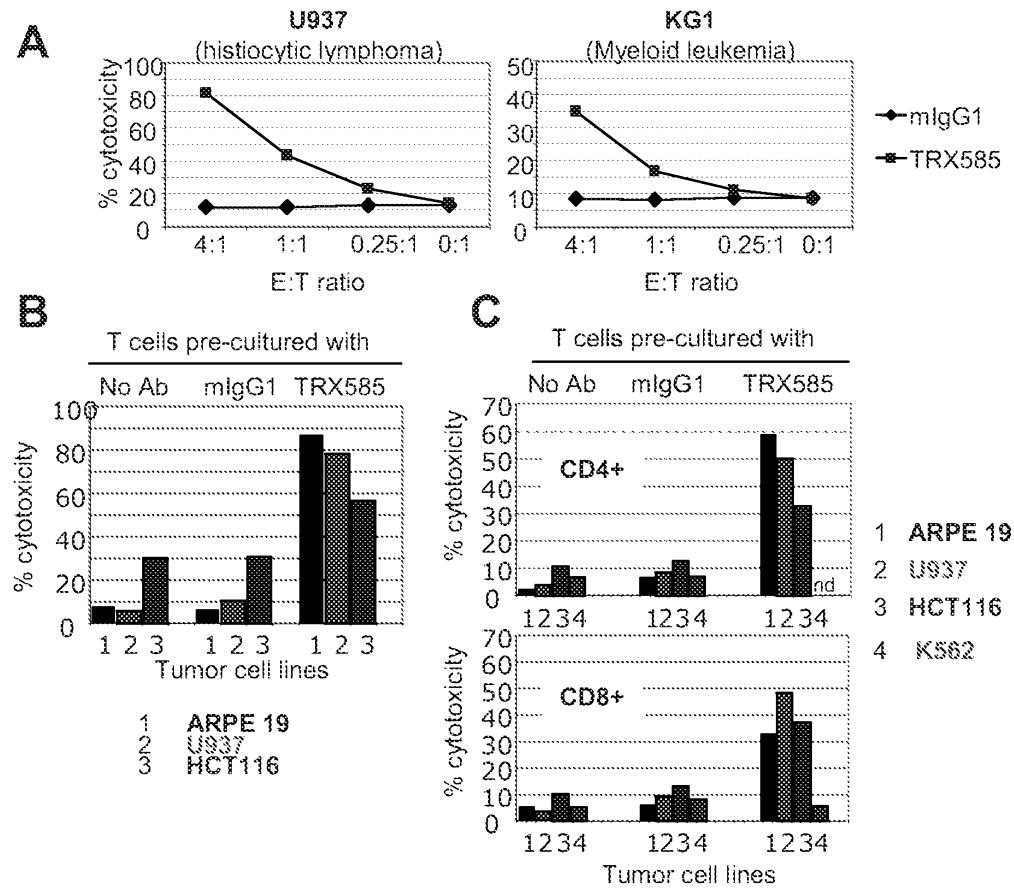 A
U937
(histiocytic lymphoma)
% cytotoxicity
100
80
60
40
20
0
4:1 1:1 0.25:1 0:1
E:T ratio
KG1
(Myeloid leukemia)
50
40
30
20
10
0
4:1 1:1 0.25:1 0:1
E:T ratio
mIgG1
TRX585
B
T cells pre-cultured with
No Ab mIgG1 TRX585
% cytotoxicity
100
80
60
40
20
0
1 2 3 1 2 3 1 2 3
Tumor cell lines
1 ARPE 19
2 U937
3 HCT116
C
T cells pre-cultured with
No Ab mIgG1 TRX585
% cytotoxicity
70
60
50
40
30
20
10
0
CD4+
nd
1234 1234 1234
% cytotoxicity
70
60
50
40
30
20
10
0
CD8+
1234 1234 1234
Tumor cell lines
1 ARPE 19
2 U937
3 HCT116
4 K562